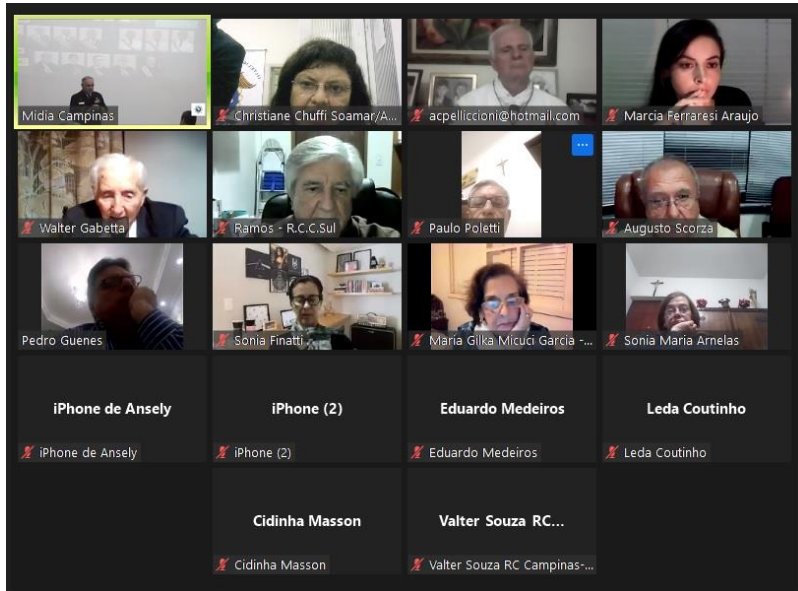 Mídia Campinas
Christiane Chuffi Soamar/A...
acpelliccioni@hotmail.com
Marcia Ferraresi Araujo
Walter Gabetta
Ramos - R.C.C.Sul
Paulo Poletti
Augusto Scorza
Pedro Guenes
Sonia Finatti
Maria Gilka Micuci Garcia -...
Sonia Maria Arnelas
iPhone de Ansely
iPhone de Ansely
iPhone (2)
iPhone (2)
Eduardo Medeiros
Eduardo Medeiros
Leda Coutinho
Leda Coutinho
Cidinha Masson
Cidinha Masson
Valter Souza RC...
Valter Souza RC Campinas-...